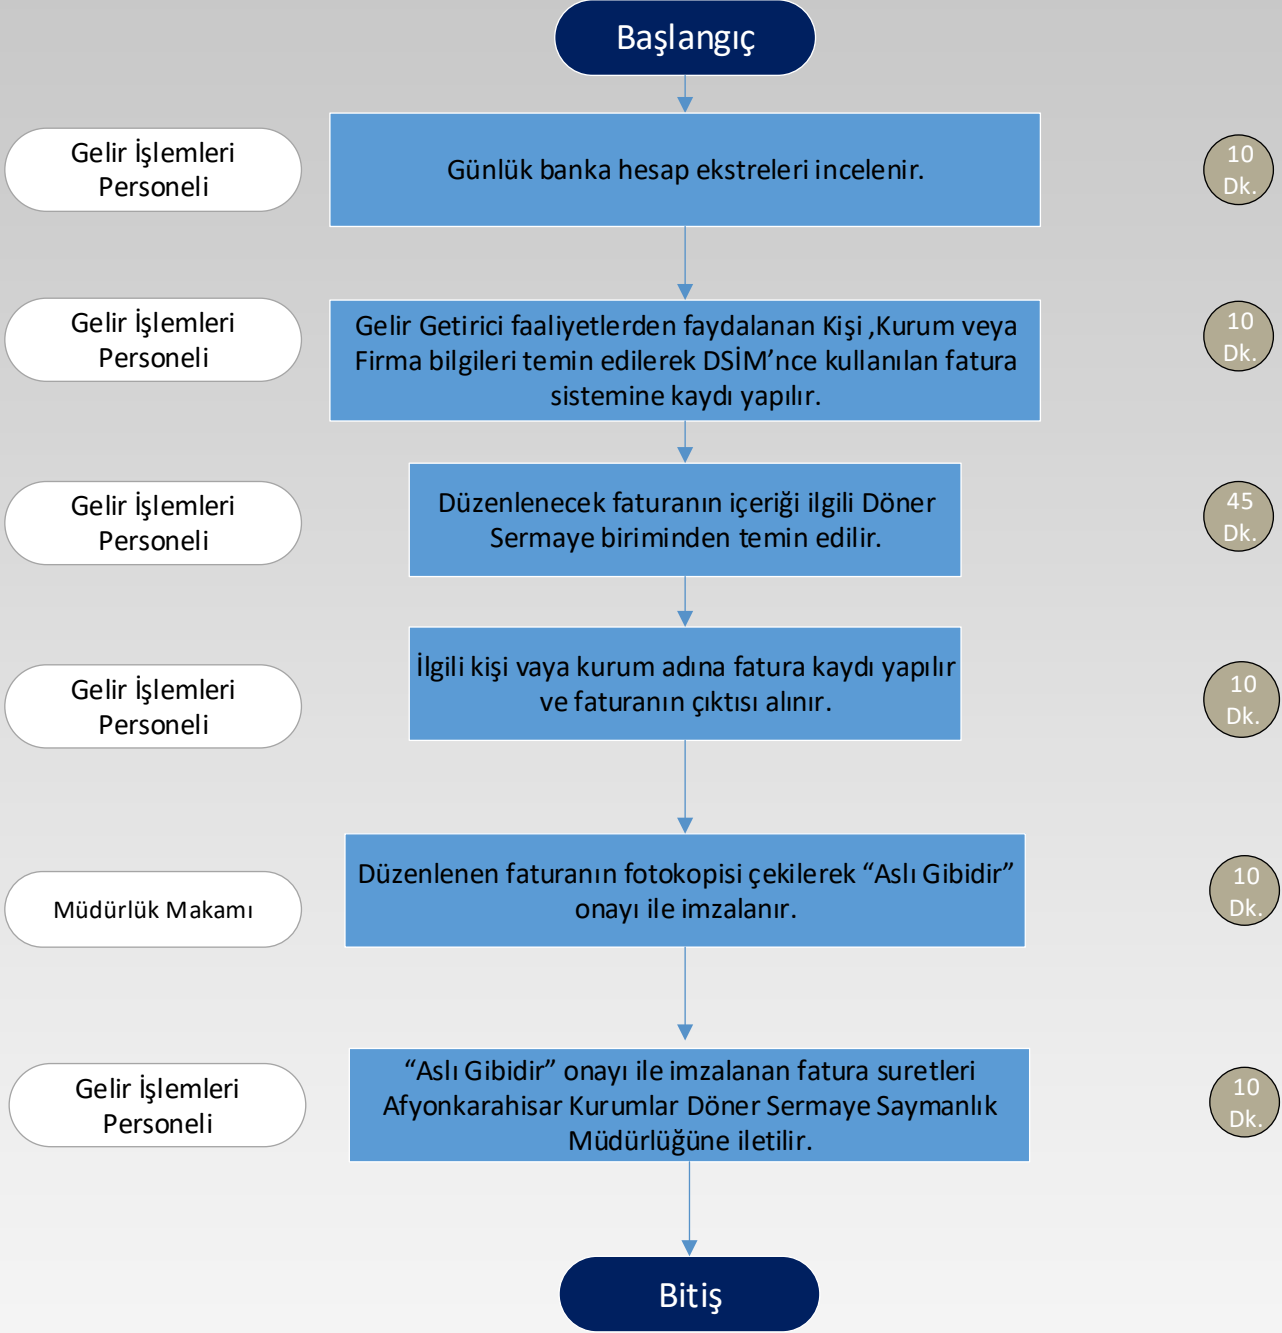 Başlangıç
Gelir İşlemleri
Personeli
Günlük banka hesap ekstreleri incelenir.
10
Dk.
Gelir İşlemleri
Personeli
Gelir Getirici faaliyetlerden faydalanan Kişi ,Kurum veya
Firma bilgileri temin edilerek DSİM’nce kullanılan fatura
sistemine kaydı yapılır.
10
Dk.
Gelir İşlemleri
Personeli
Düzenlenecek faturanın içeriği ilgili Döner
Sermaye biriminden temin edilir.
45
Dk.
Gelir İşlemleri
Personeli
İlgili kişi vaya kurum adına fatura kaydı yapılır
ve faturanın çıktısı alınır.
10
Dk.
Müdürlük Makamı
Düzenlenen faturanın fotokopisi çekilerek “Aslı Gibidir”
onayı ile imzalanır.
10
Dk.
Gelir İşlemleri
Personeli
“Aslı Gibidir” onayı ile imzalanan fatura suretleri
Afyonkarahisar Kurumlar Döner Sermaye Saymanlık
Müdürlüğüne iletilir.
10
Dk.
Bitiş